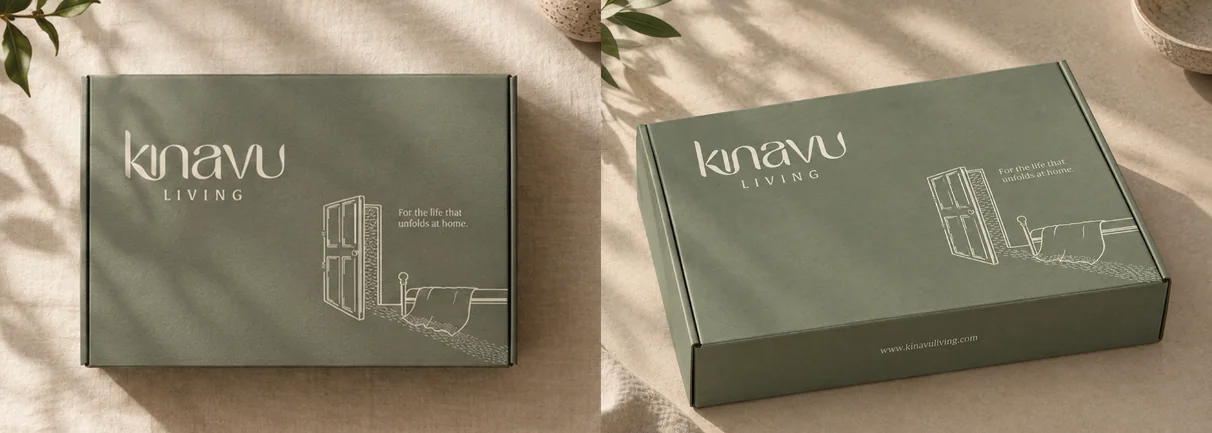 kinavu
LIVING
For the life that
unfolds at home.
kinavu
LIVING
For the life that
unfolds at home.
www.kinavuliving.com